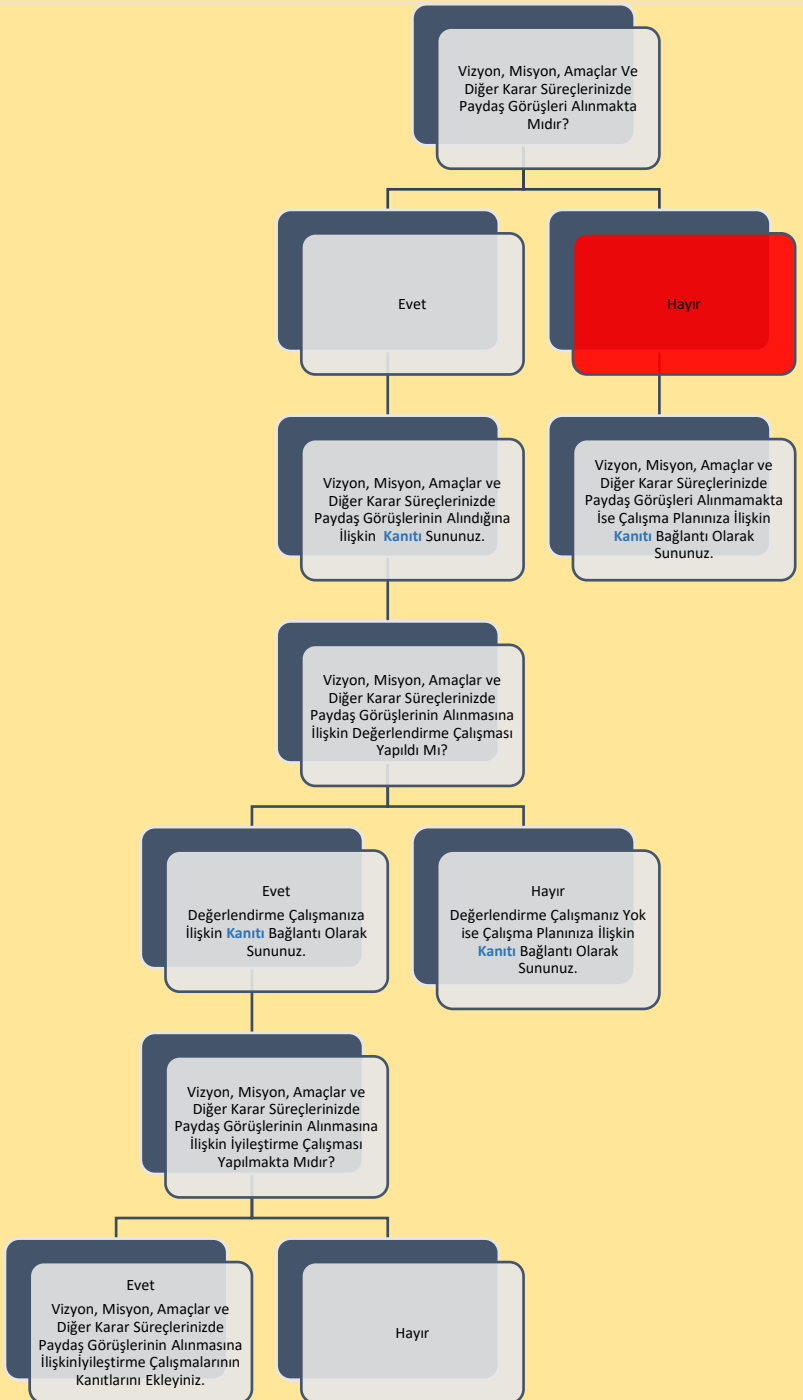 Vizyon, Misyon, Amaçlar Ve
Diğer Karar Süreçlerinizde
Paydaş Görüşleri Alınmakta
Mıdır?
Evet
Hayır
Vizyon, Misyon, Amaçlar ve
Diğer Karar Süreçlerinizde
Paydaş Görüşlerinin Alındığına
İlişkin Kanıtı Sununuz.
Vizyon, Misyon, Amaçlar ve
Diğer Karar Süreçlerinizde
Paydaş Görüşleri Alınmamakta
İse Çalışma Planınıza İlişkin
Kanıtı Bağlantı Olarak
Sununuz.
Vizyon, Misyon, Amaçlar ve
Diğer Karar Süreçlerinizde
Paydaş Görüşlerinin Alınmasına
İlişkin Değerlendirme Çalışması
Yapıldı Mı?
Evet
Değerlendirme Çalışmanıza
İlişkin Kanıtı Bağlantı Olarak
Sununuz.
Hayır
Değerlendirme Çalışmanız Yok
ise Çalışma Planınıza İlişkin
Kanıtı Bağlantı Olarak
Sununuz.
Vizyon, Misyon, Amaçlar ve
Diğer Karar Süreçlerinizde
Paydaş Görüşlerinin Alınmasına
İlişkin İyileştirme Çalışması
Yapılmakta Mıdır?
Evet
Vizyon, Misyon, Amaçlar ve
Diğer Karar Süreçlerinizde
Paydaş Görüşlerinin Alınmasına
İlişkinİyileştirme Çalışmalarının
Kanıtlarını Ekleyiniz.
Hayır